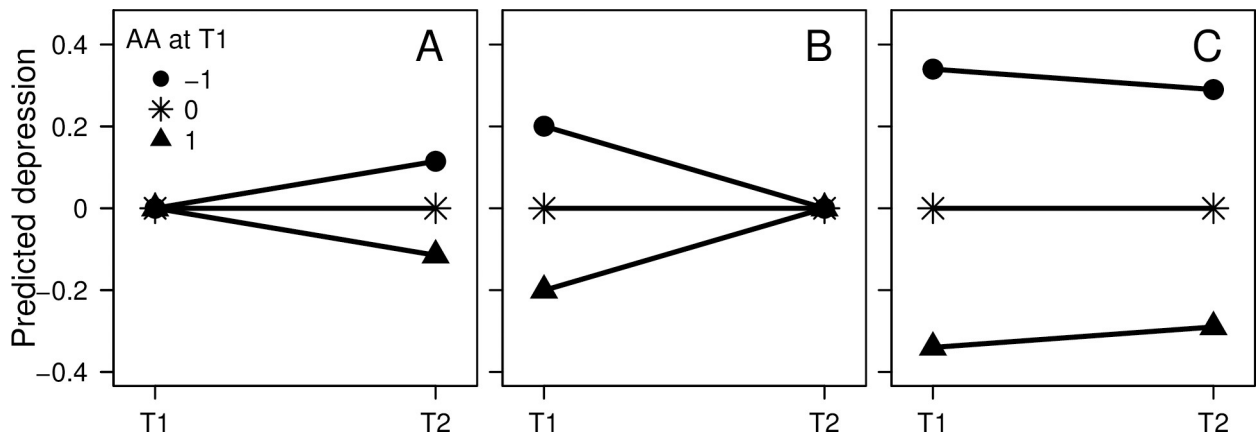 Predicted depression
0.4
0.2
0
−0.2
−0.4
AA at T1
−1
0
1
A
B
C
T1
T2
T1
T2
T1
T2